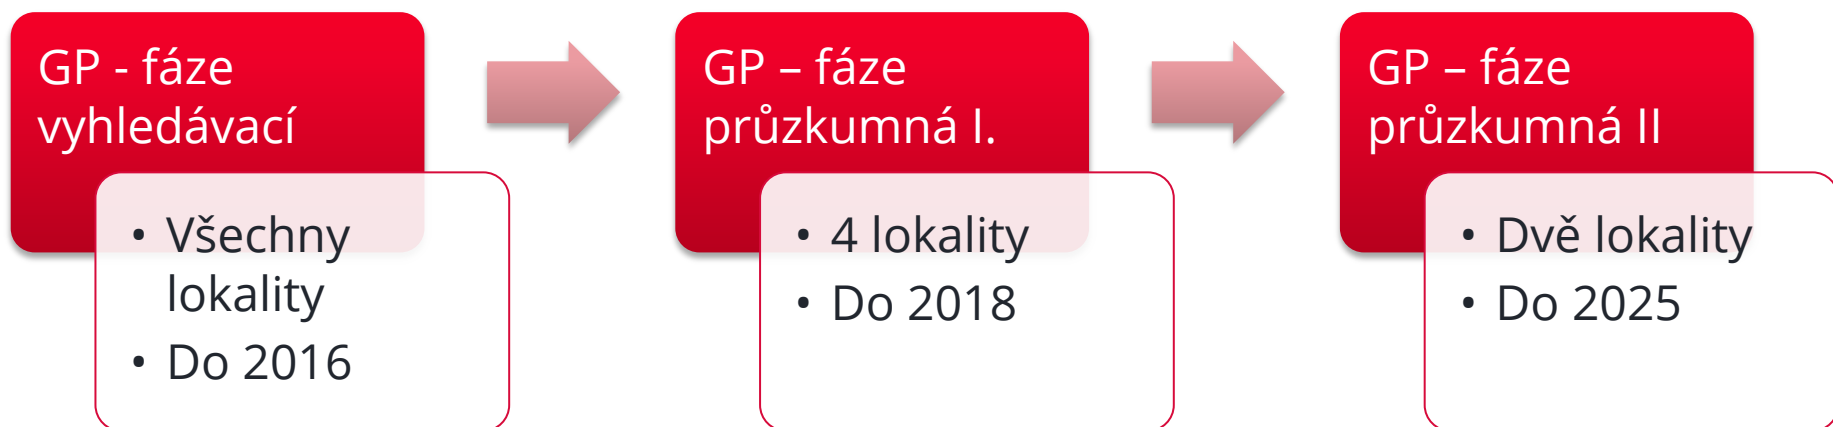 GP - fáze
vyhledávací
• Všechny
lokality
• Do 2016
GP – fáze
průzkumná I.
• 4 lokality
• Do 2018
GP – fáze
průzkumná II
• Dvě lokality
• Do 2025